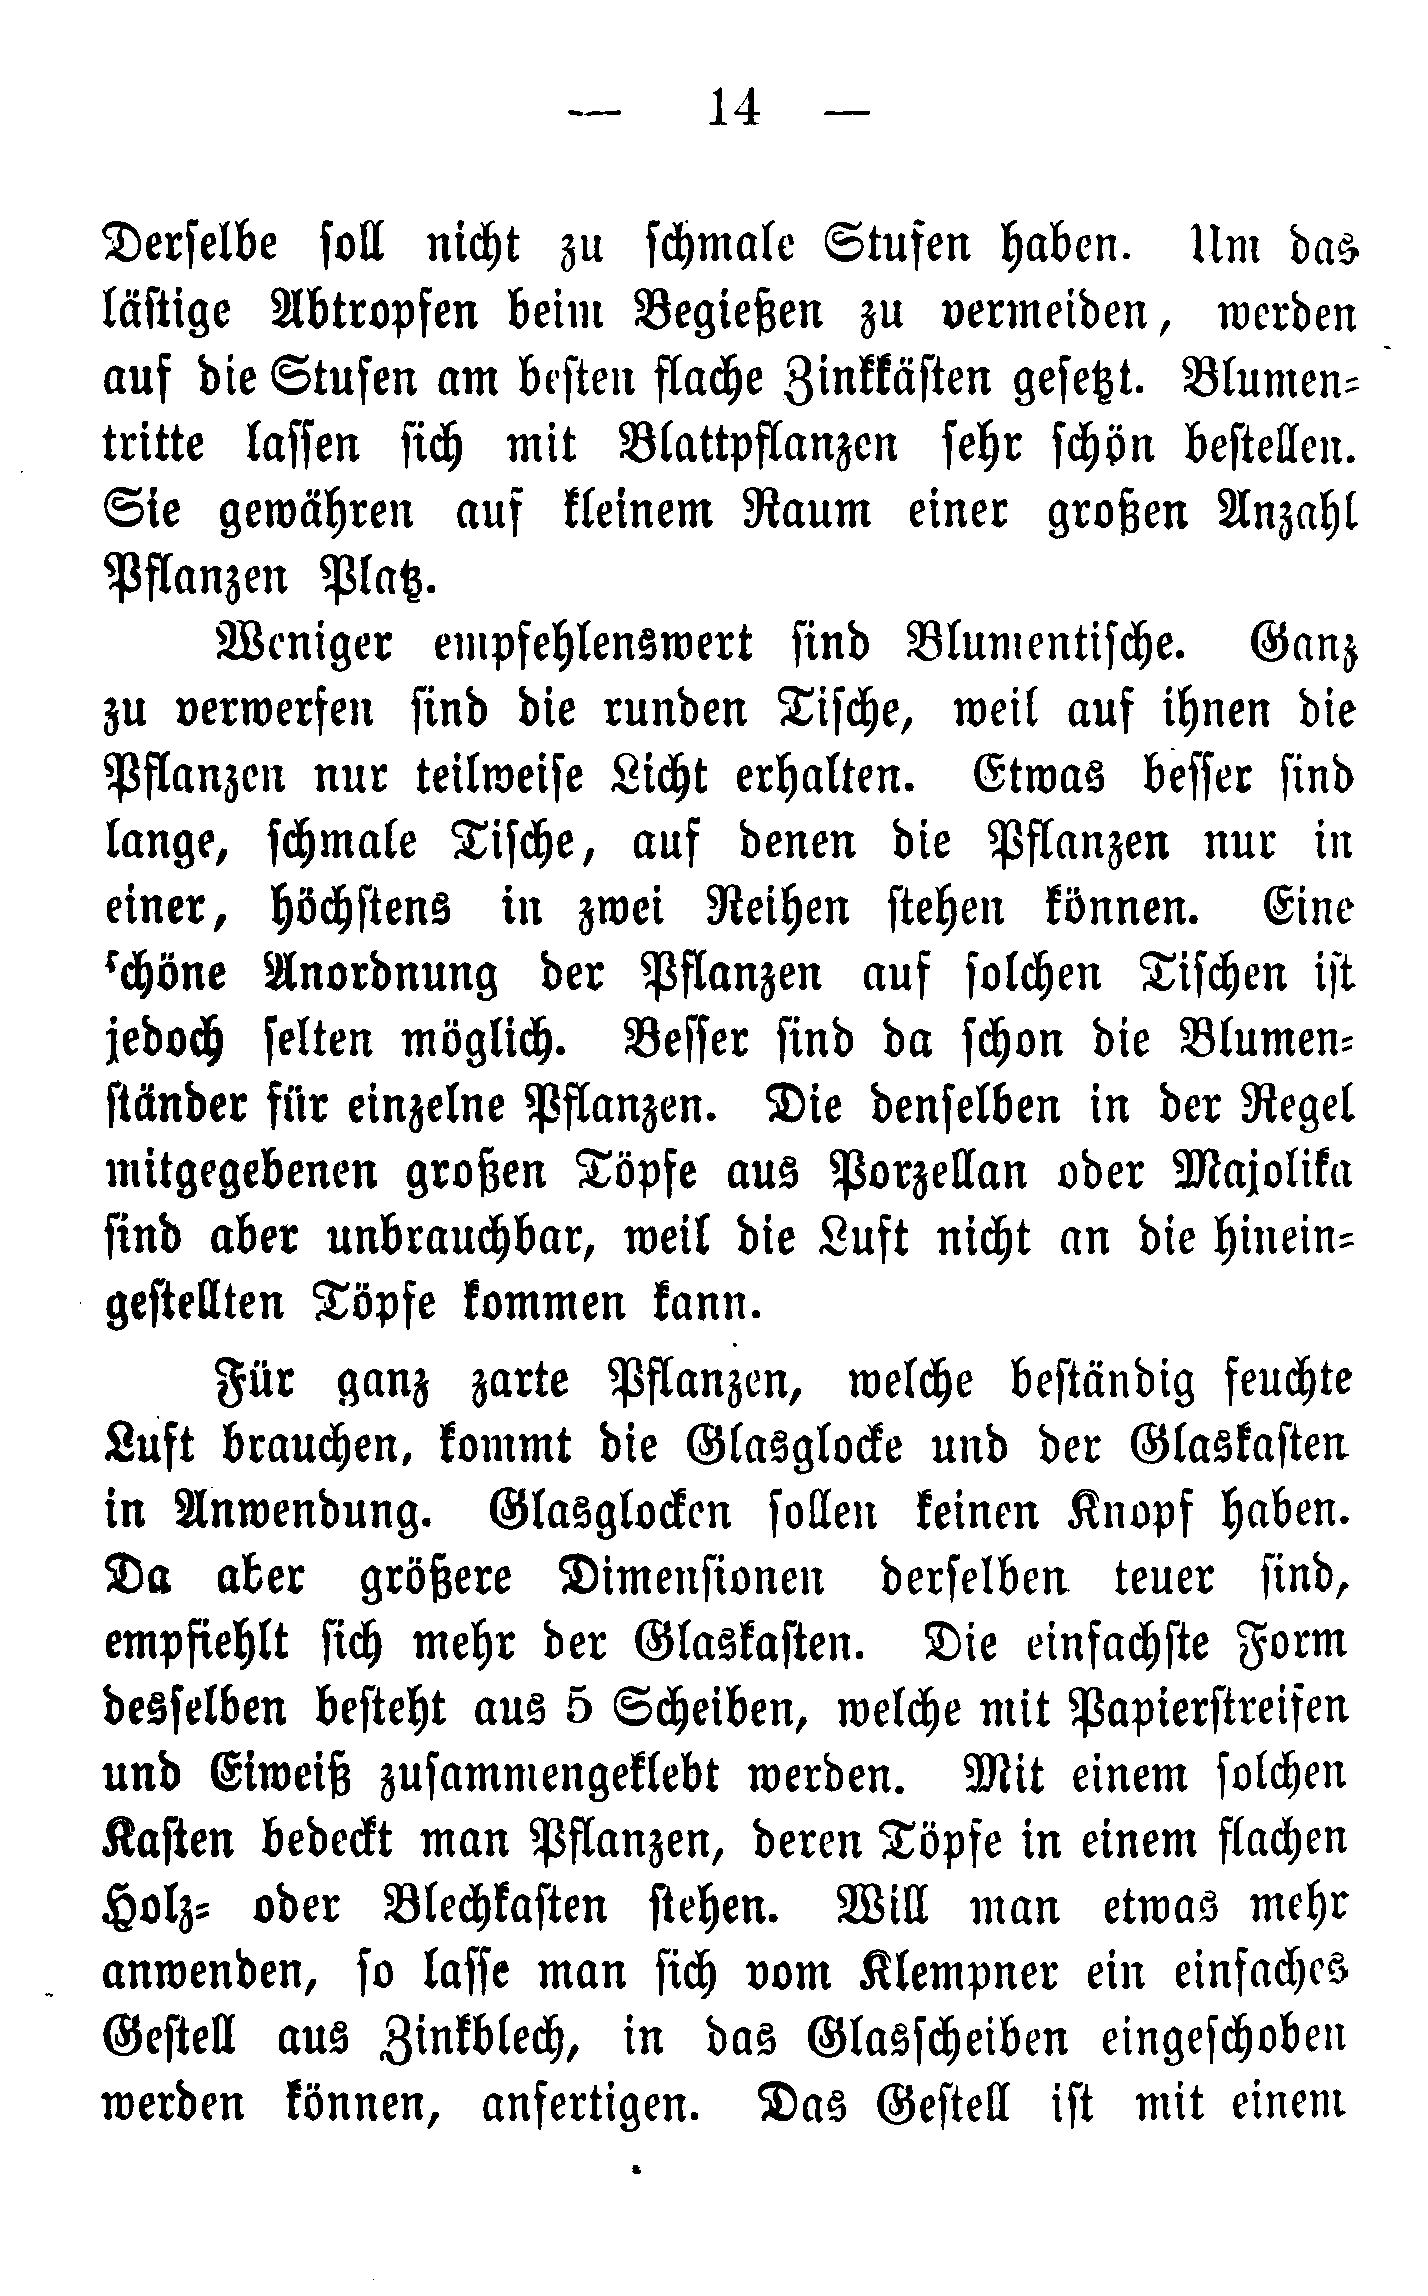 — 14 —
Derselbe soll nicht zu schmale Stufen haben. Um das
lästige Abtropfen beim Begießen zu vermeiden, werden
auf die Stufen am besten flache Zinkkästen gesetzt. Blumen-
tritte lassen sich mit Blattpflanzen sehr schön bestellen.
Sie gewähren auf kleinem Raum einer großen Anzahl
Pflanzen Platz.
Weniger empfehlenswert sind Blumentische. Ganz
zu verwerfen sind die runden Tische, weil auf ihnen die
Pflanzen nur teilweise Licht erhalten. Etwas besser sind
lange, schmale Tische, auf denen die Pflanzen nur in
einer, höchstens in zwei Reihen stehen können. Eine
schöne Anordnung der Pflanzen auf solchen Tischen ist
jedoch selten möglich. Besser sind da schon die Blumen-
ständer für einzelne Pflanzen. Die denselben in der Regel
mitgegebenen großen Töpfe aus Porzellan oder Majolika
sind aber unbrauchbar, weil die Luft nicht an die hinein-
gestellten Töpfe kommen kann.
Für ganz zarte Pflanzen, welche beständig feuchte
Luft brauchen, kommt die Glasglocke und der Glaskasten
in Anwendung. Glasglocken sollen keinen Knopf haben.
Da aber größere Dimensionen derselben teuer sind,
empfiehlt sich mehr der Glaskasten. Die einfachste Form
desselben besteht aus 5 Scheiben, welche mit Papierstreifen
und Eiweiß zusammengeklebt werden. Mit einem solchen
Kasten bedeckt man Pflanzen, deren Töpfe in einem flachen
Holz- oder Blechkasten stehen. Will man etwas mehr
anwenden, so lasse man sich vom Klempner ein einfaches
Gestell aus Zinkblech, in das Glasscheiben eingeschoben
werden können, anfertigen. Das Gestell ist mit einem